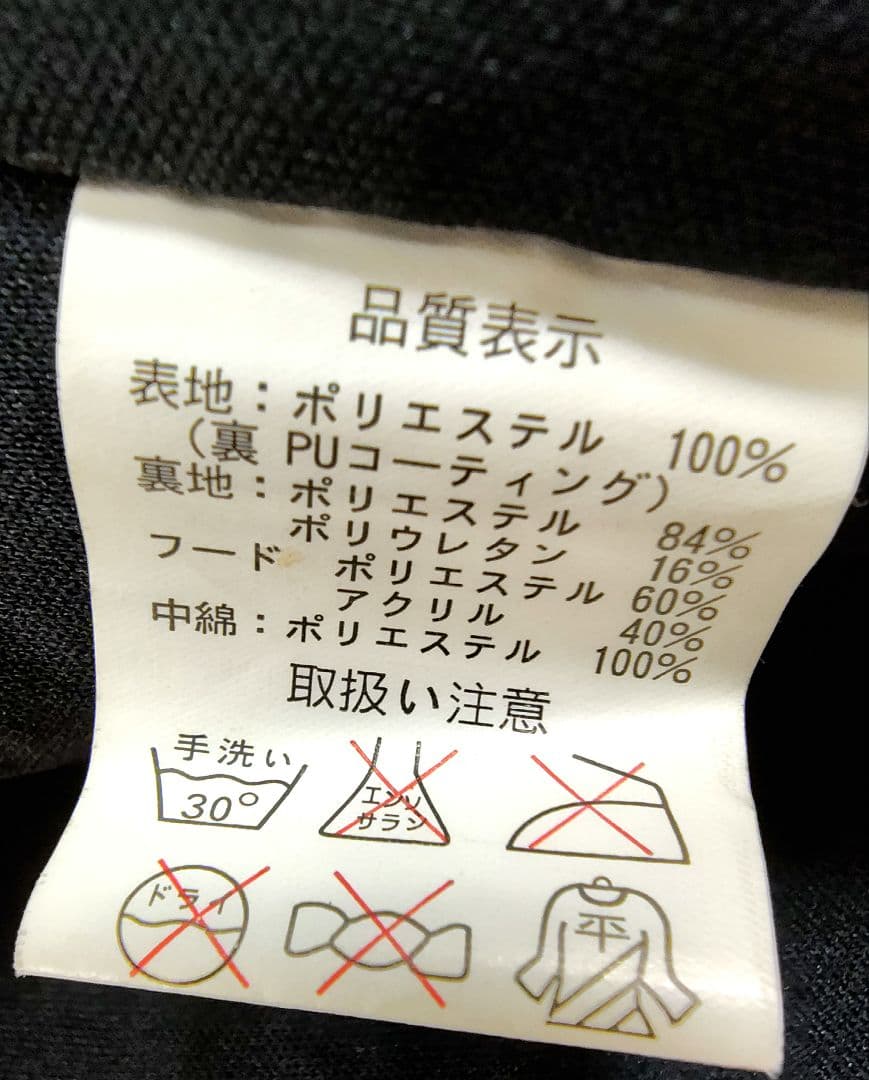 品質表示
表地：ポリエステル 100%
（裏 PUコーティング）
裏地：ポリエステル 84%
ポリウレタン 16%
フード ポリエステル 60%
アクリル 40%
中綿：ポリエステル 100%
取扱い注意
手洗い
30°
エンソ
サラシ
ドライ
平